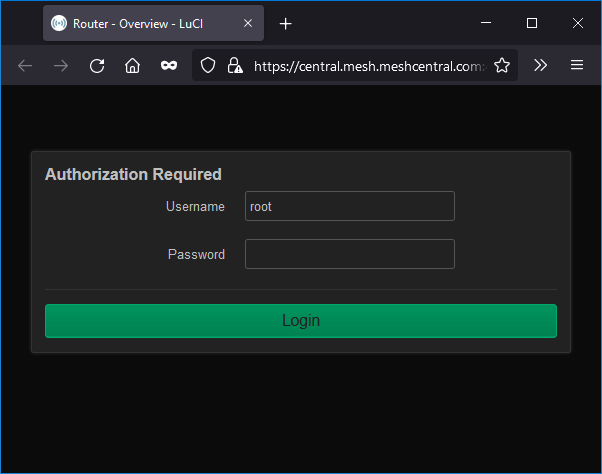 Router - Overview - LuCI
https://central.mesh.meshcentral.com:
Authorization Required
Username
root
Password
Login